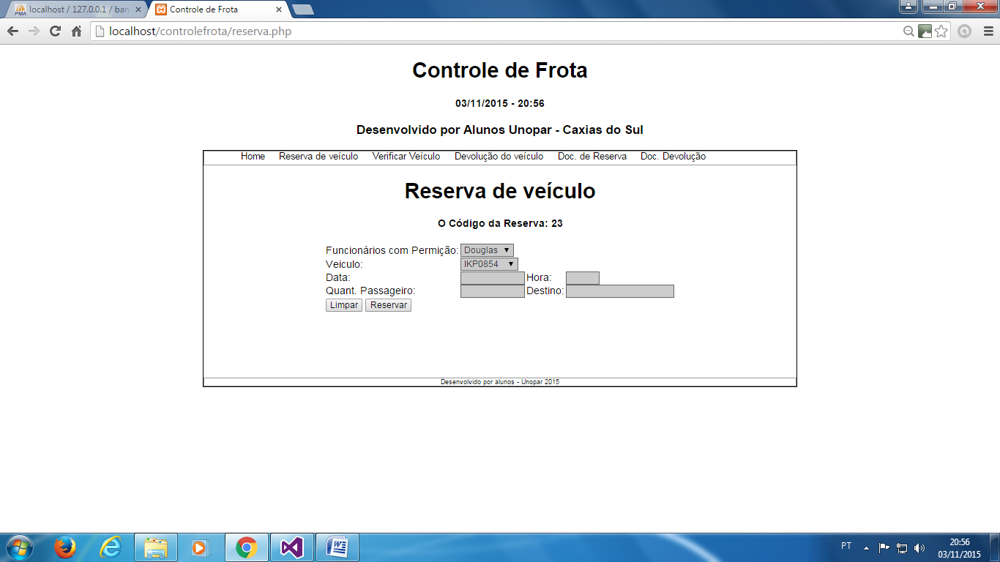 localhost / 127.0.0.1 / ban
Controle de Frota
localhost/controlefrota/reserva.php
Controle de Frota
03/11/2015 - 20:56
Desenvolvido por Alunos Unopar - Caxias do Sul
Home Reserva de veículo Verificar Veículo Devolução do veículo Doc. de Reserva Doc. Devolução
Reserva de veículo
O Código da Reserva: 23
Funcionários com Permição: Douglas
Veiculo: IKP0854
Data: Hora:
Quant. Passageiro: Destino:
Limpar Reservar
Desenvolvido por alunos - Unopar 2015
PT 20:56
03/11/2015